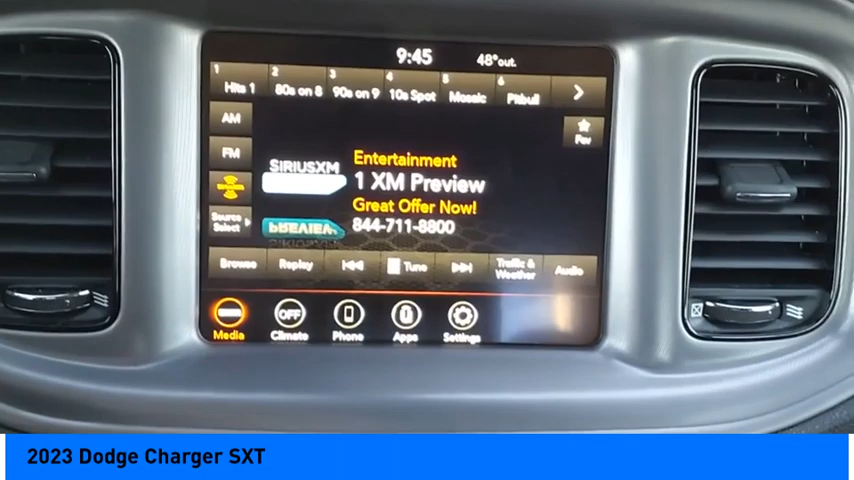 9:45 48°out.
1 2 3 4 5 6
Hits 1 80s on 8 90s on 9 10s Spot Mosaic Pitbull
AM
Fav
FM
Entertainment
SIRIUSXM
1 XM Preview
Great Offer Now!
Source
Select
844-711-8800
Browse Replay Tune Traffic & Audio
Weather
OFF
Media Climate Phone Apps Settings
2023 Dodge Charger SXT